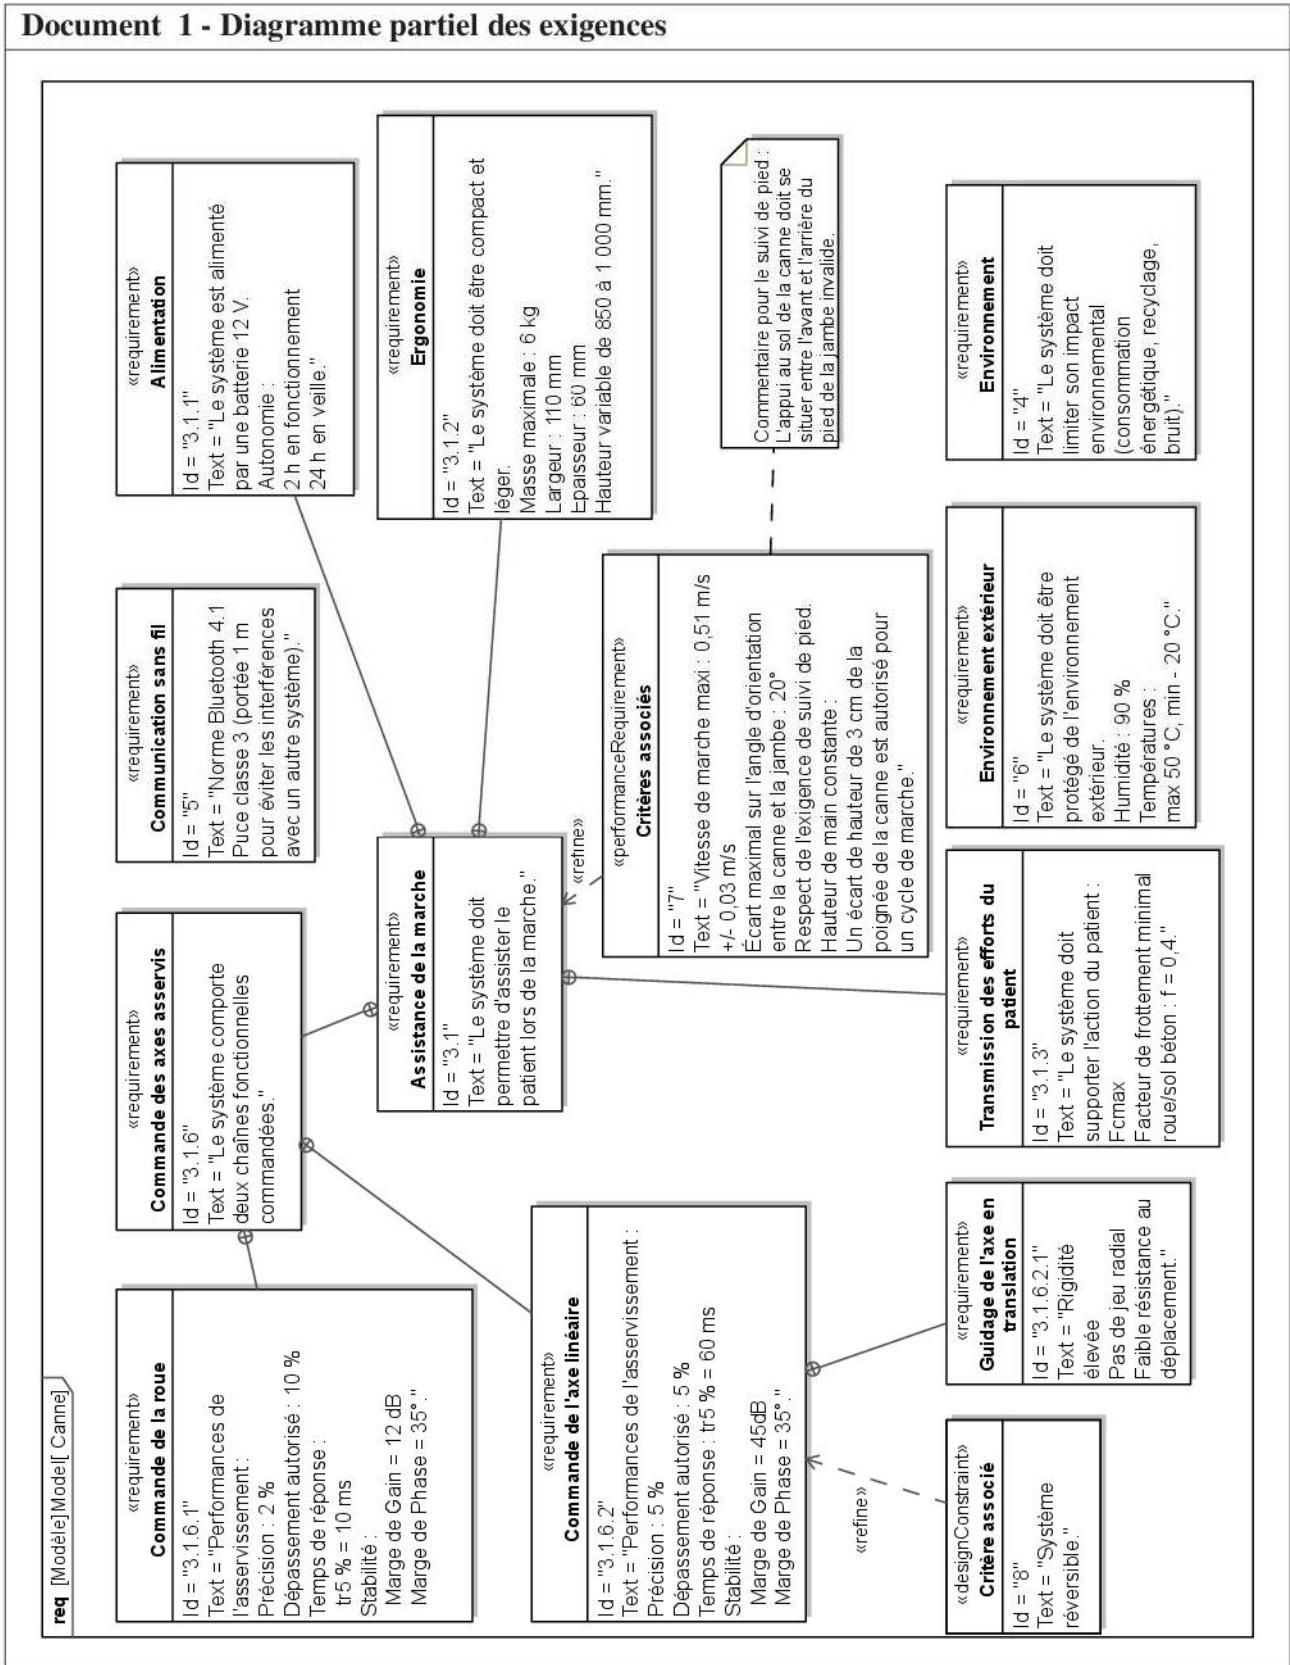 Document 1 - Diagramme partiel des exigences
req [Modèle]Model[ Canne]
«requirement»
Commande de la roue
Id = "3.1.6.1"
Text = "Performances de
l'asservissement :
Précision : 2 %
Dépassement autorisé : 10 %
Temps de réponse :
tr5 % = 10 ms
Stabilité :
Marge de Gain = 12 dB
Marge de Phase = 35°."
«requirement»
Commande des axes asservis
Id = "3.1.6"
Text = "Le système comporte
deux chaînes fonctionnelles
commandées."
«requirement»
Communication sans fil
Id = "5"
Text = "Norme Bluetooth 4.1
Puce classe 3 (portée 1 m
pour éviter les interférences
avec un autre système)."
«requirement»
Alimentation
Id = "3.1.1"
Text = "Le système est alimenté
par une batterie 12 V.
Autonomie :
2 h en fonctionnement
24 h en veille."
«requirement»
Assistance de la marche
Id = "3.1"
Text = "Le système doit
permettre d'assister le
patient lors de la marche."
«requirement»
Ergonomie
Id = "3.1.2"
Text = "Le système doit être compact et
léger.
Masse maximale : 6 kg
Largeur : 110 mm
Epaisseur : 60 mm
Hauteur variable de 850 à 1 000 mm."
«requirement»
Commande de l'axe linéaire
Id = "3.1.6.2"
Text = "Performances de l'asservissement :
Précision : 5 %
Dépassement autorisé : 5 %
Temps de réponse : tr5 % = 60 ms
Stabilité :
Marge de Gain = 45dB
Marge de Phase = 35°."
«refine»
«refine»
«performanceRequirement»
Critères associés
Id = "7"
Text = "Vitesse de marche maxi : 0,51 m/s
+/- 0,03 m/s
Écart maximal sur l'angle d'orientation
entre la canne et la jambe : 20°
Respect de l'exigence de suivi de pied.
Hauteur de main constante :
Un écart de hauteur de 3 cm de la
poignée de la canne est autorisé pour
un cycle de marche."
Commentaire pour le suivi de pied :
L'appui au sol de la canne doit se
situer entre l'avant et l'arrière du
pied de la jambe invalide.
«designConstraint»
Critère associé
Id = "8"
Text = "Système
réversible."
«requirement»
Guidage de l'axe en
translation
Id = "3.1.6.2.1"
Text = "Rigidité
élevée
Pas de jeu radial
Faible résistance au
déplacement."
«requirement»
Transmission des efforts du
patient
Id = "3.1.3"
Text = "Le système doit
supporter l'action du patient :
Fcmax
Facteur de frottement minimal
roue/sol béton : f = 0,4."
«requirement»
Environnement extérieur
Id = "6"
Text = "Le système doit être
protégé de l'environnement
extérieur.
Humidité : 90 %
Températures :
max 50 °C, min - 20 °C."
«requirement»
Environnement
Id = "4"
Text = "Le système doit
limiter son impact
environnemental
(consommation
énergétique, recyclage,
bruit)."